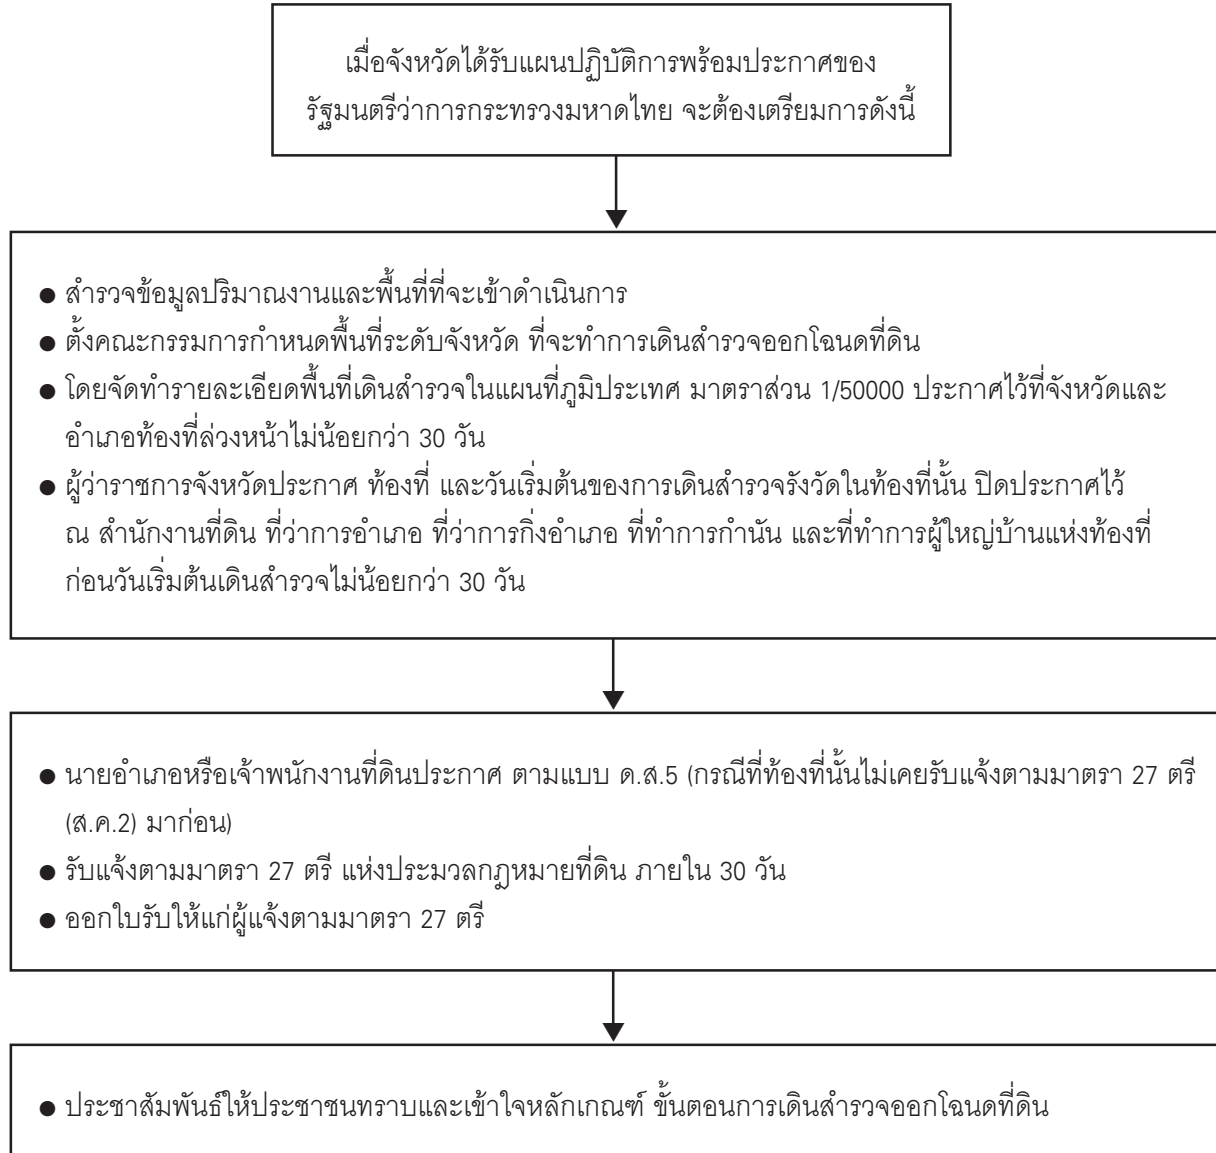 เมื่อจังหวัดได้รับแผนปฏิบัติการพร้อมประกาศของ
รัฐมนตรีว่าการกระทรวงมหาดไทย จะต้องเตรียมการดังนี้
● สำรวจข้อมูลปริมาณงานและพื้นที่ที่จะเข้าดำเนินการ
● ตั้งคณะกรรมการกำหนดพื้นที่ระดับจังหวัด ที่จะทำการเดินสำรวจออกโฉนดที่ดิน
● โดยจัดทำรายละเอียดพื้นที่เดินสำรวจในแผนที่ภูมิประเทศ มาตราส่วน 1/50000 ประกาศไว้ที่จังหวัดและ
อำเภอท้องที่ล่วงหน้าไม่น้อยกว่า 30 วัน
● ผู้ว่าราชการจังหวัดประกาศ ท้องที่ และวันเริ่มต้นของการเดินสำรวจรังวัดในท้องที่นั้น ปิดประกาศไว้
ณ สำนักงานที่ดิน ที่ว่าการอำเภอ ที่ว่าการกิ่งอำเภอ ที่ทำการกำนัน และที่ทำการผู้ใหญ่บ้านแห่งท้องที่
ก่อนวันเริ่มต้นเดินสำรวจไม่น้อยกว่า 30 วัน
● นายอำเภอหรือเจ้าพนักงานที่ดินประกาศ ตามแบบ ด.ส.5 (กรณีที่ท้องที่นั้นไม่เคยรับแจ้งตามมาตรา 27 ตรี
(ส.ค.2) มาก่อน)
● รับแจ้งตามมาตรา 27 ตรี แห่งประมวลกฎหมายที่ดิน ภายใน 30 วัน
● ออกใบรับให้แก่ผู้แจ้งตามมาตรา 27 ตรี
● ประชาสัมพันธ์ให้ประชาชนทราบและเข้าใจหลักเกณฑ์ ขั้นตอนการเดินสำรวจออกโฉนดที่ดิน